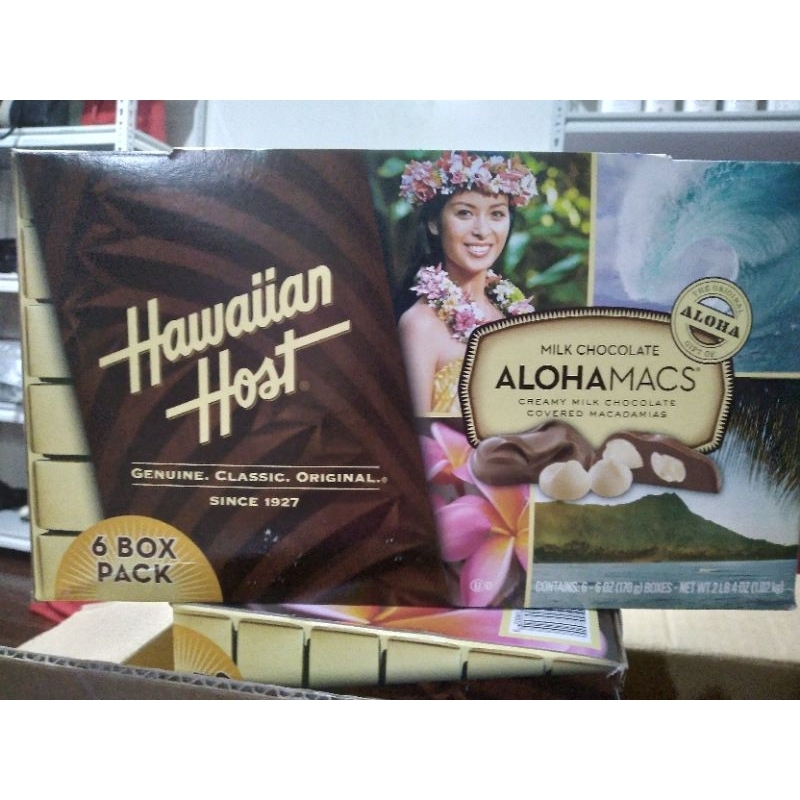 Hawaiian
Host®
GENUINE. CLASSIC. ORIGINAL.®
SINCE 1927
6 BOX
PACK
THE ORIGINAL
ALOHA
GIFT OF
MILK CHOCOLATE
ALOHAMACS®
CREAMY MILK CHOCOLATE
COVERED MACADAMIAS
CONTAINS: 6 - 6 OZ (170 g) BOXES - NET WT. 2 LB 4 OZ (1.02 kg)